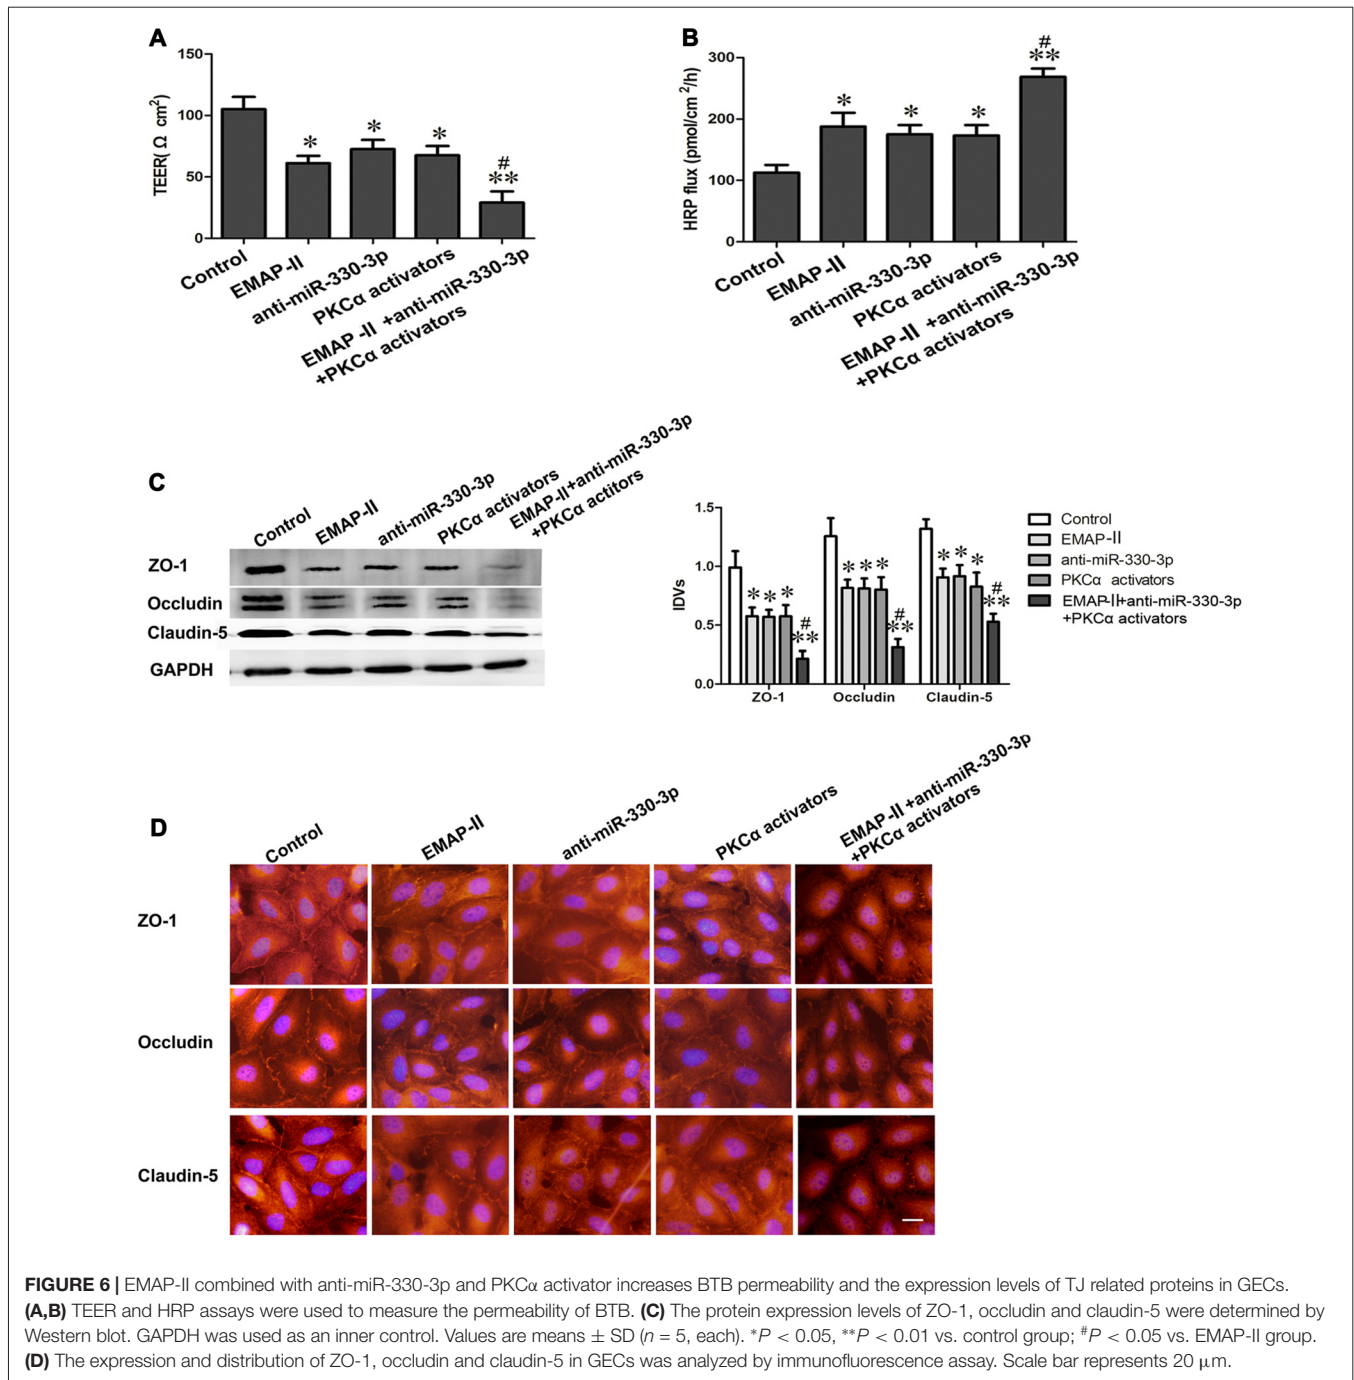 A
150
100
50
0
TEER( Ω cm2)
*
*
*
#
**
Control
EMAP-II
anti-miR-330-3p
PKCα activators
EMAP -II +anti-miR-330-3p
+PKCα activators
B
300
200
100
0
HRP flux (pmol/cm²/h)
*
*
*
#
**
Control
EMAP-II
anti-miR-330-3p
PKCα activators
EMAP -II +anti-miR-330-3p
+PKCα activators
C
Control
EMAP-II
anti-miR-330-3p
PKCα activators
EMAP-II+anti-miR-330-3p
+PKCα actitors
ZO-1
Occludin
Claudin-5
GAPDH
1.5
1.0
0.5
0.0
IDVs
* * *
#
**
* * *
#
**
* * *
#
**
ZO-1
Occludin
Claudin-5
Control
EMAP-II
anti-miR-330-3p
PKCα activators
EMAP-II+anti-miR-330-3p
+PKCα activators
D
Control
EMAP-II
anti-miR-330-3p
PKCα activators
EMAP-II +anti-miR-330-3p
+PKCα activators
ZO-1
Occludin
Claudin-5
FIGURE 6 | EMAP-II combined with anti-miR-330-3p and PKCα activator increases BTB permeability and the expression levels of TJ related proteins in GECs.
(A,B) TEER and HRP assays were used to measure the permeability of BTB. (C) The protein expression levels of ZO-1, occludin and claudin-5 were determined by
Western blot. GAPDH was used as an inner control. Values are means ± SD (n = 5, each). *P < 0.05, **P < 0.01 vs. control group; #P < 0.05 vs. EMAP-II group.
(D) The expression and distribution of ZO-1, occludin and claudin-5 in GECs was analyzed by immunofluorescence assay. Scale bar represents 20 μm.